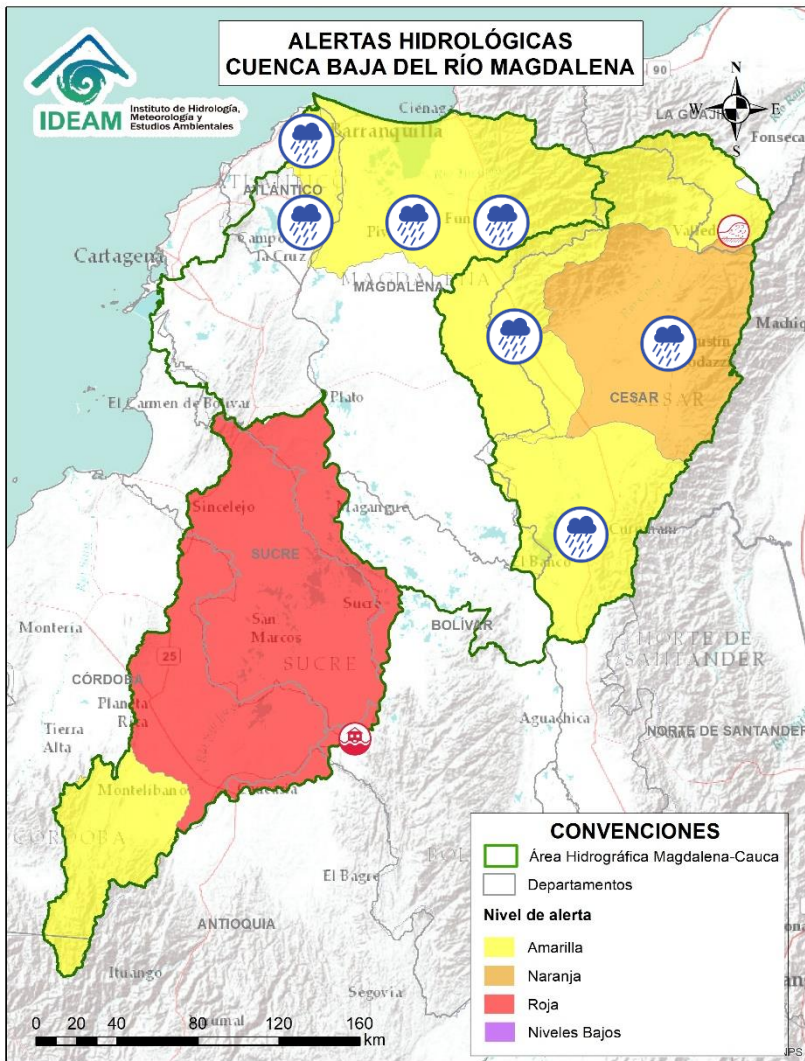 ALERTAS HIDROLÓGICAS
CUENCA BAJA DEL RÍO MAGDALENA
IDEAM
Instituto de Hidrología,
Meteorología y
Estudios Ambientales
N
W
E
S
90
Ciénaga
LA GUAJIRA
Fonseca
ATLÁNTICO
Cartagena
la Cruz
MAGDALENA
CESAR
El Carmen de Bolívar
Plato
Sincelejo
Magangué
SUCRE
El Banco
Sucre
San
Marcos
SUCRE
BOLÍVAR
Montería
25
CÓRDOBA
Planeta
Rica
Tierra
Alta
NORTE DE
SANTANDER
Aguachica
NORTE DE SANTANDER
Montelíbano
El Bagre
ANTIOQUIA
Ituango
Segovia
0 20 40 80 120 160
km
CONVENCIONES
Área Hidrográfica Magdalena-Cauca
Departamentos
Nivel de alerta
Amarilla
Naranja
Roja
Niveles Bajos